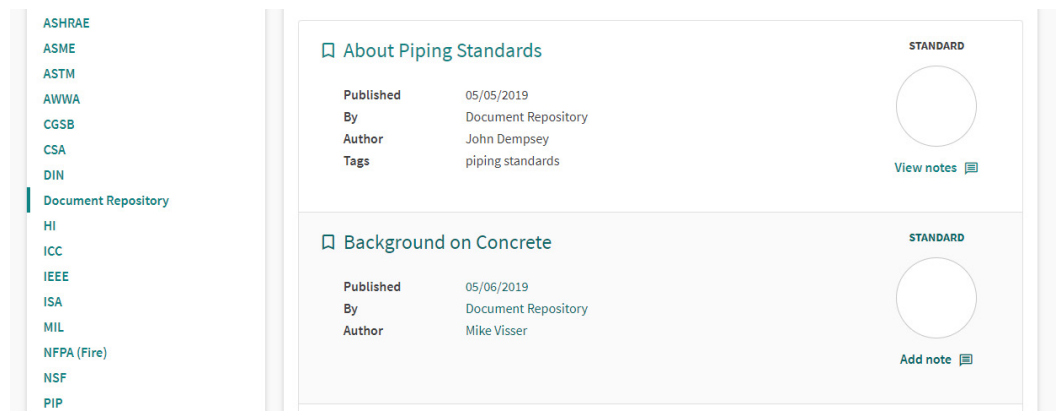 ASHRAE
ASME
ASTM
AWWA
CGSB
CSA
DIN
Document Repository
HI
ICC
IEEE
ISA
MIL
NFPA (Fire)
NSF
PIP
About Piping Standards
Published 05/05/2019
By Document Repository
Author John Dempsey
Tags piping standards
STANDARD
View notes
Background on Concrete
Published 05/06/2019
By Document Repository
Author Mike Visser
STANDARD
Add note